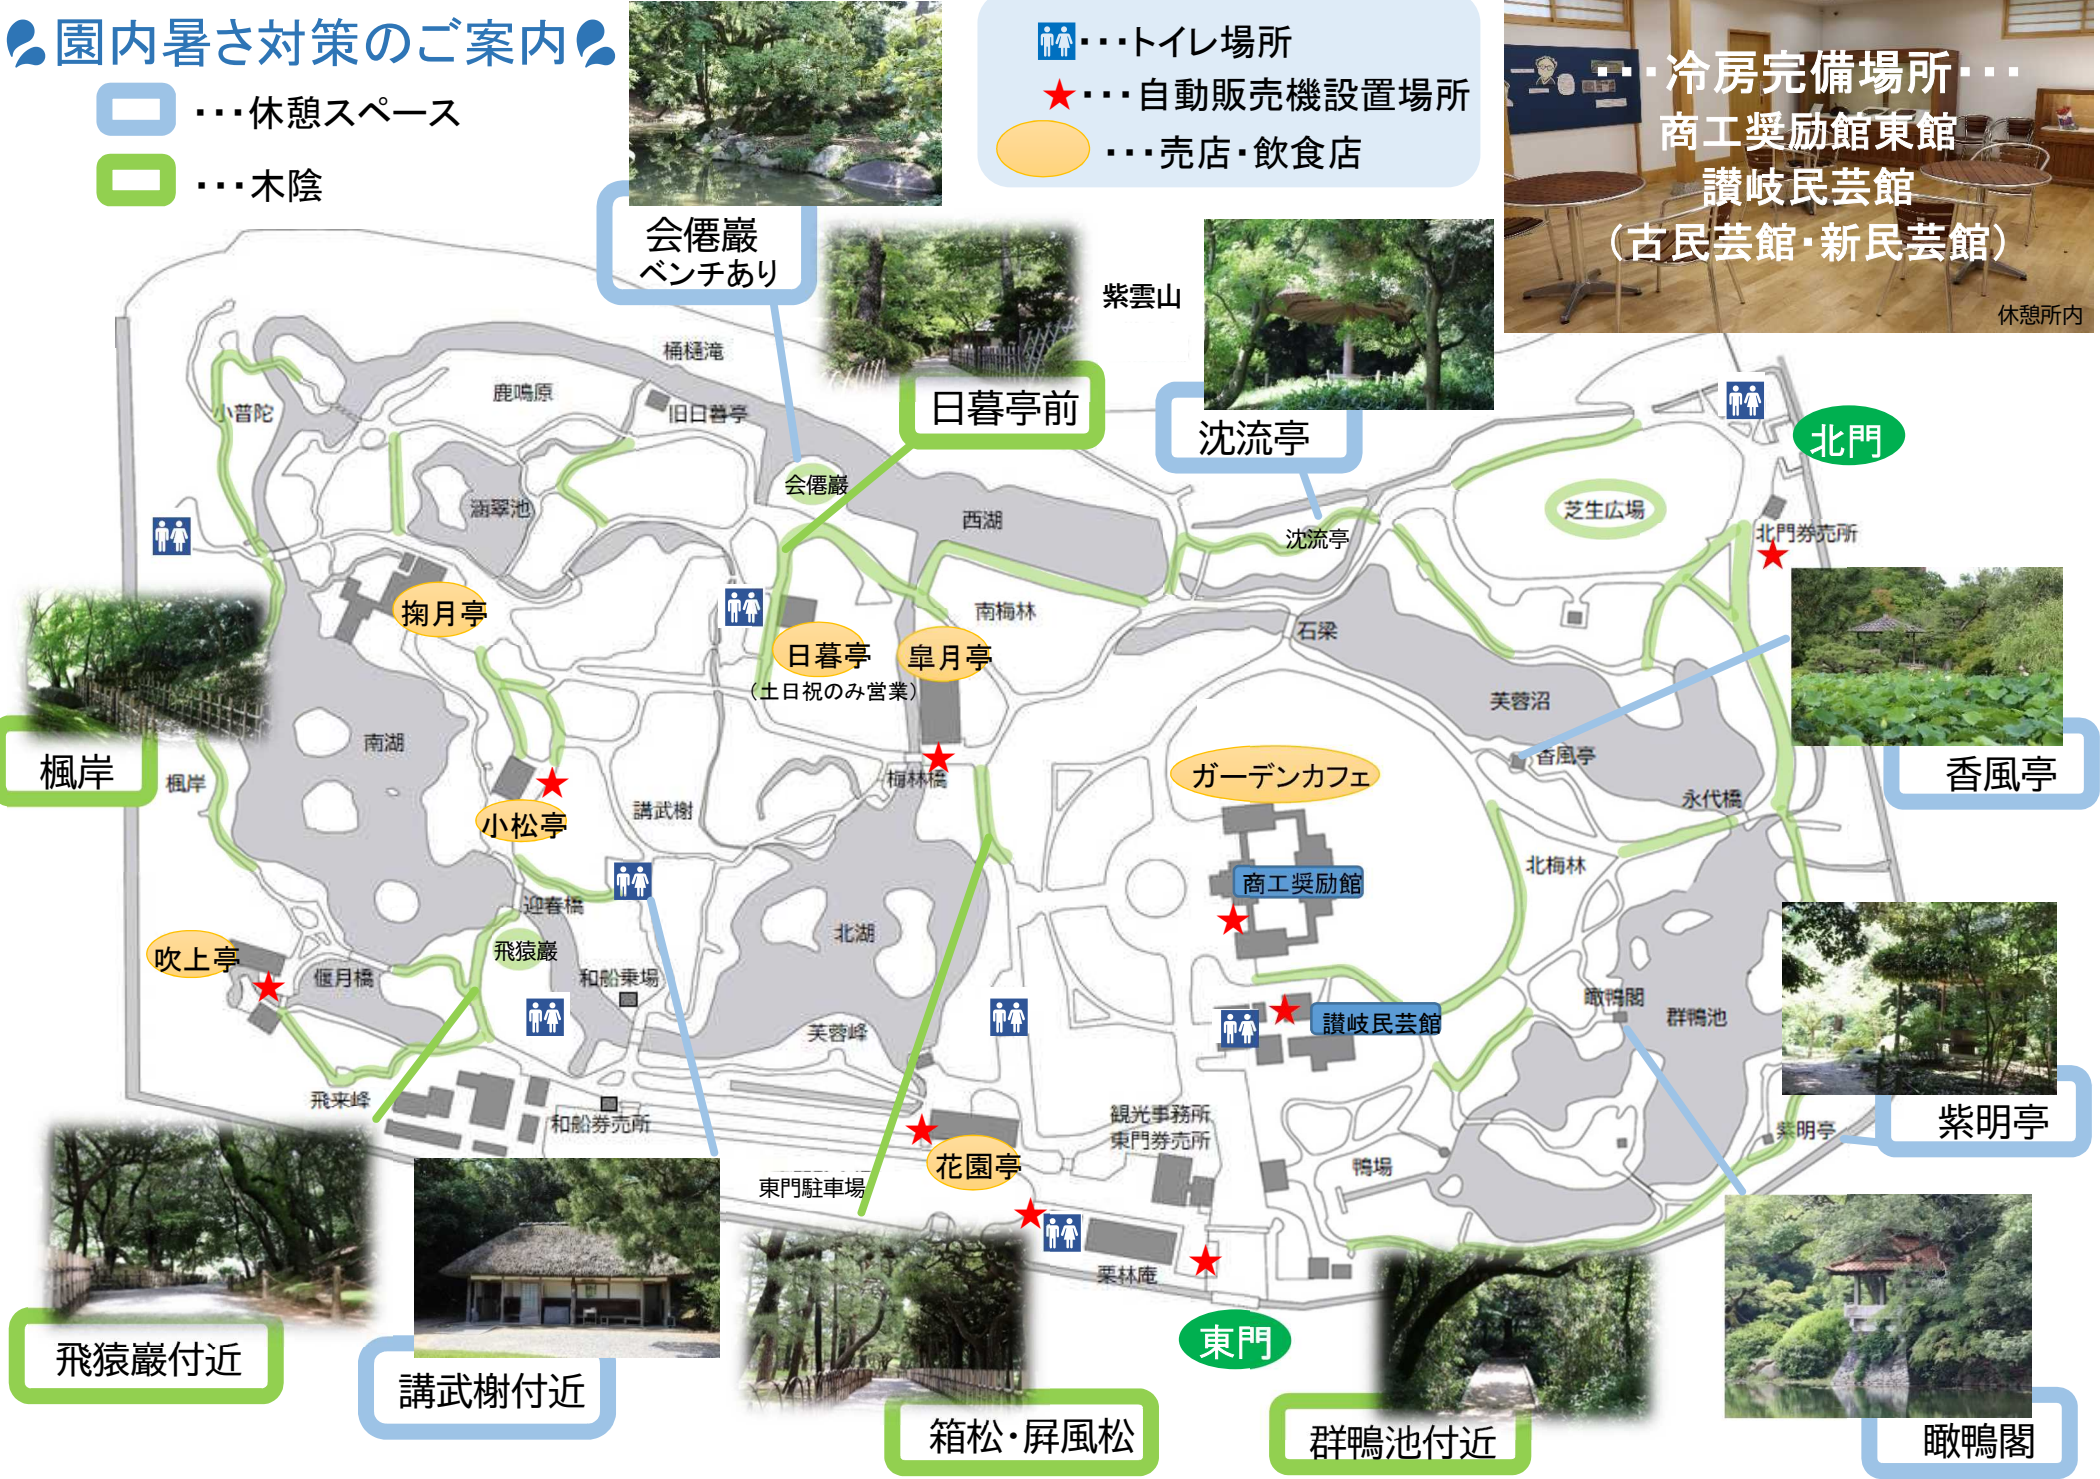 園内暑さ対策のご案内
・・・休憩スペース
・・・木陰
・・・トイレ場所
・・・自動販売機設置場所
・・・売店・飲食店
・・・冷房完備場所・・・
商工奨励館東館
讃岐民芸館
（古民芸館・新民芸館）
休憩所内
会僊巖
ベンチあり
日暮亭前
紫雲山
沈流亭
北門
桶樋滝
鹿鳴原
旧日暮亭
小普陀
涵翠池
会僊巖
西湖
沈流亭
芝生広場
北門券売所
掬月亭
日暮亭
（土日祝のみ営業）
皐月亭
南梅林
石梁
芙蓉沼
香風亭
香風亭
楓岸
楓岸
南湖
小松亭
講武榭
梅林橋
ガーデンカフェ
永代橋
北梅林
商工奨励館
迎春橋
飛猿巖
北湖
吹上亭
偃月橋
和船乗場
芙蓉峰
讃岐民芸館
瞰鴨閣
群鴨池
紫明亭
紫明亭
飛来峰
和船券売所
花園亭
観光事務所
東門券売所
鴨場
東門駐車場
栗林庵
東門
飛猿巖付近
講武榭付近
箱松・屏風松
群鴨池付近
瞰鴨閣